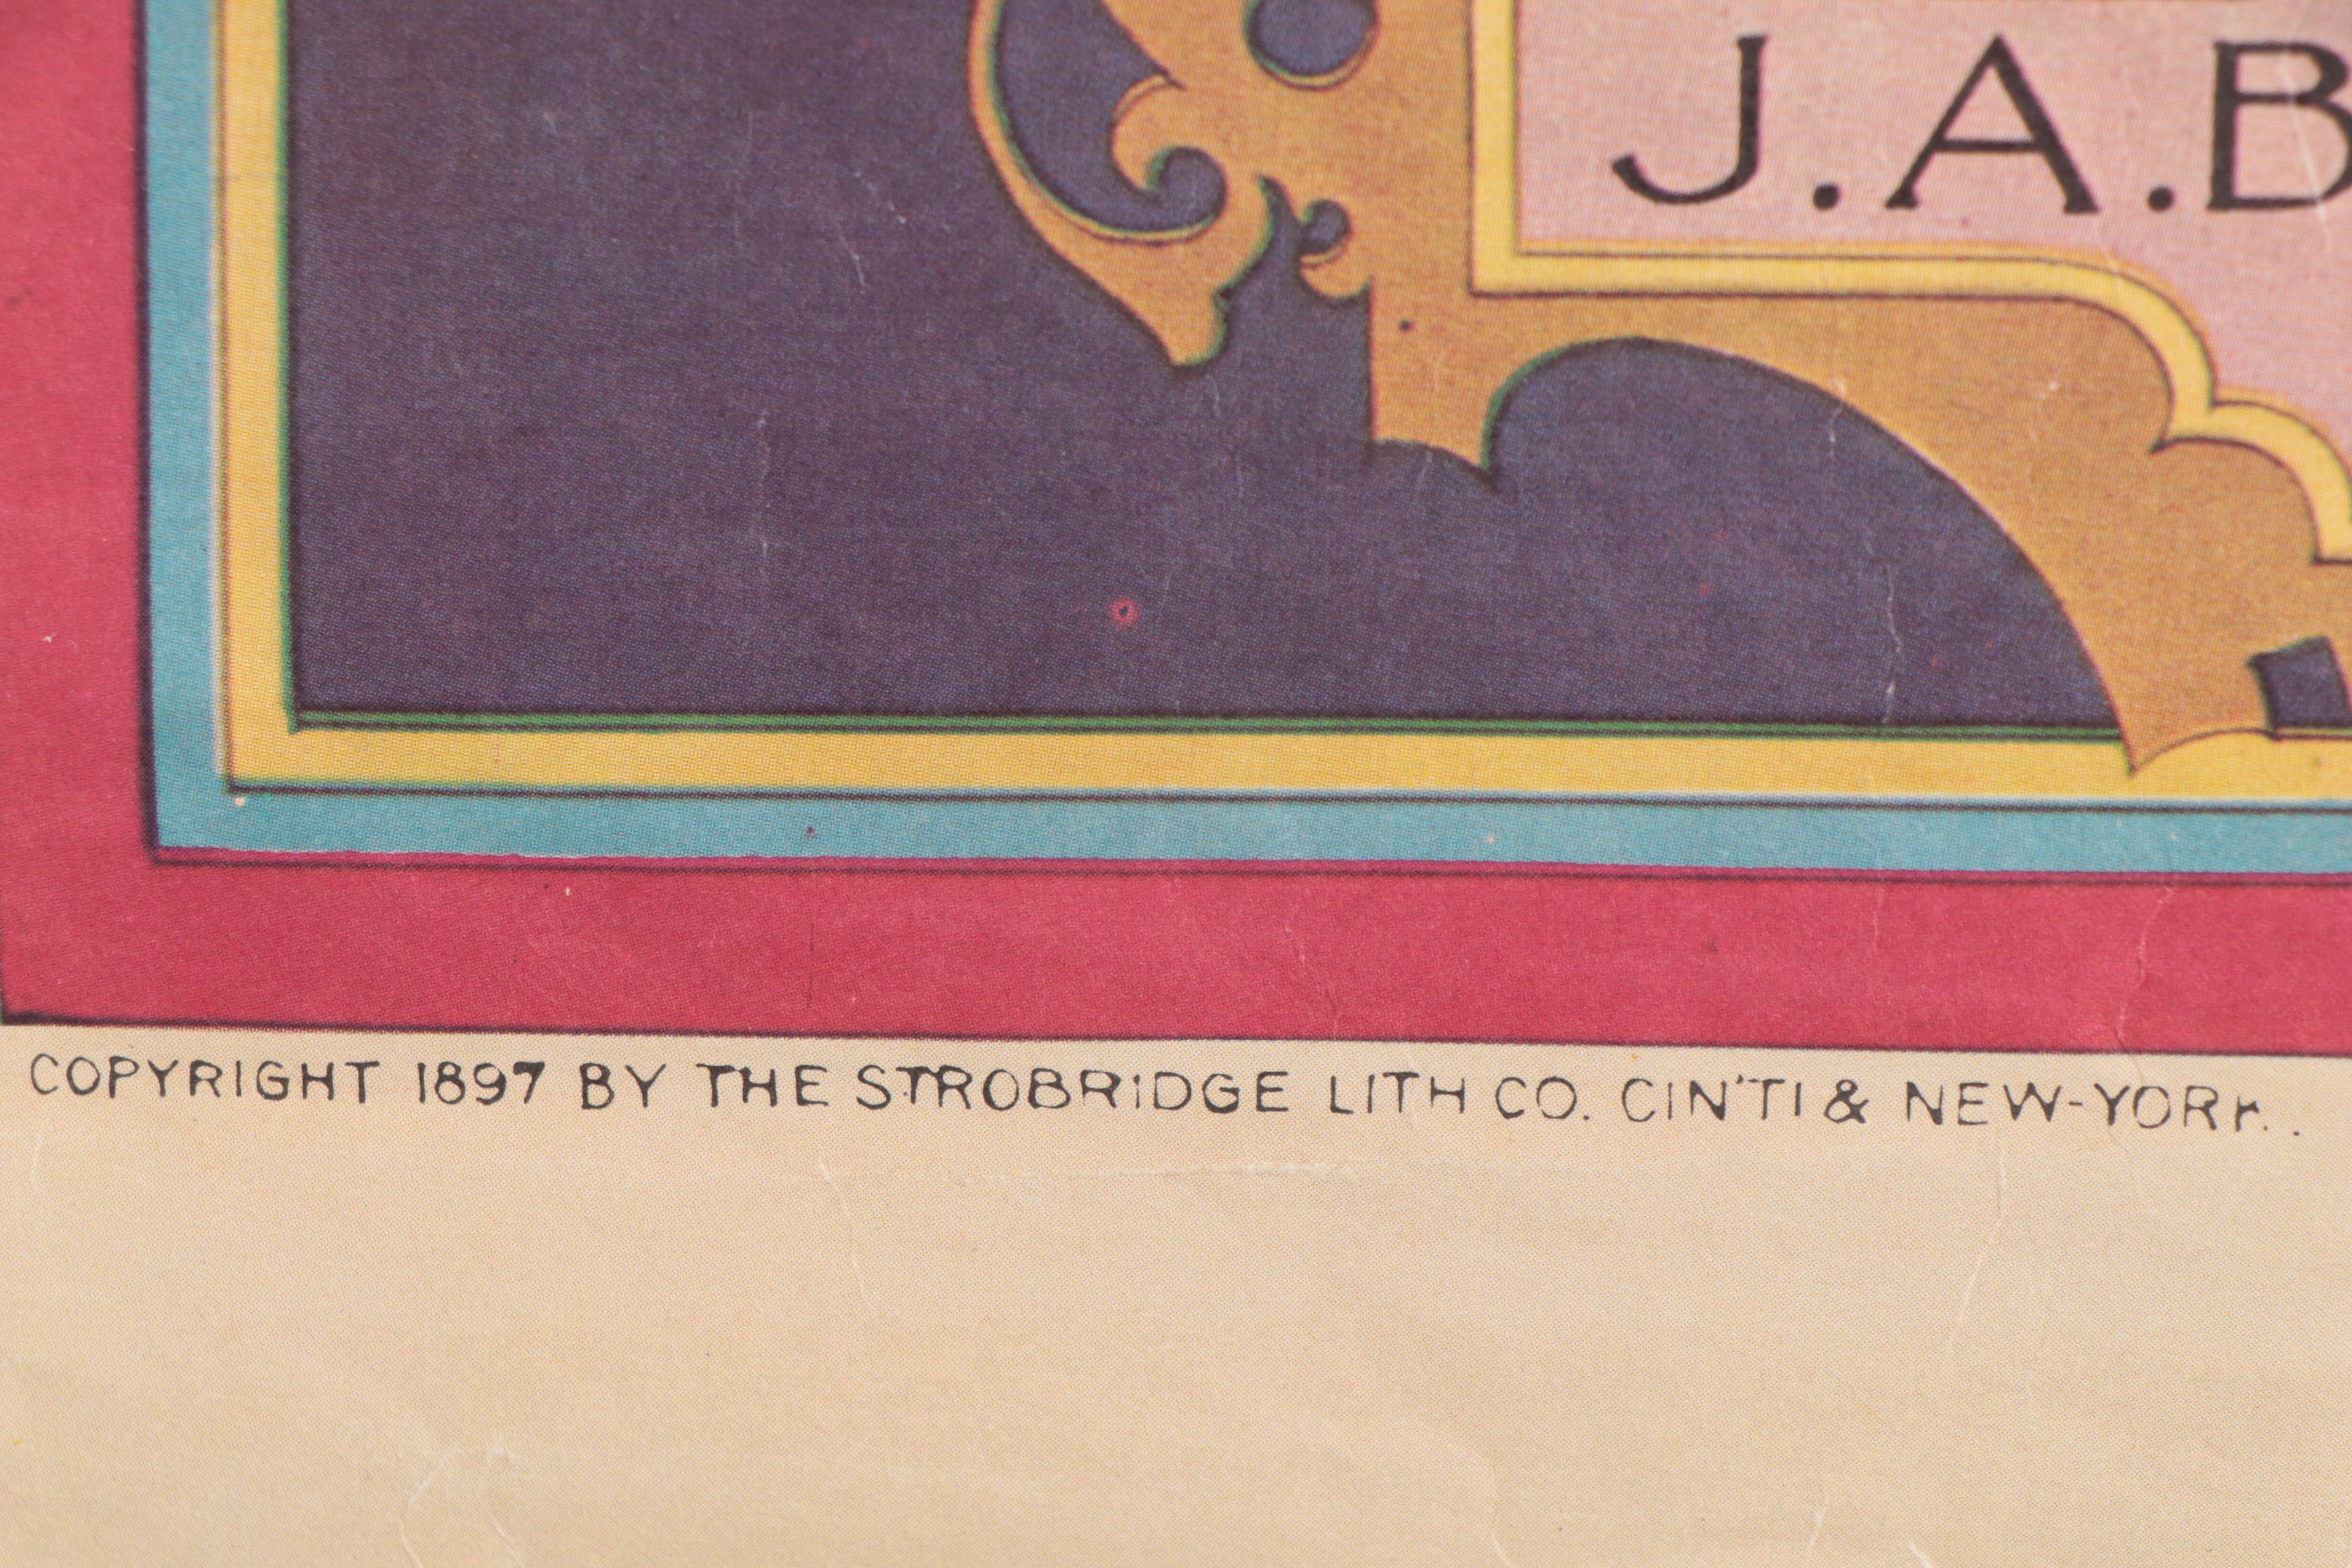 J.A.B
COPYRIGHT 1897 BY THE STROBRIDGE LITH CO. CIN'TI & NEW-YORK.